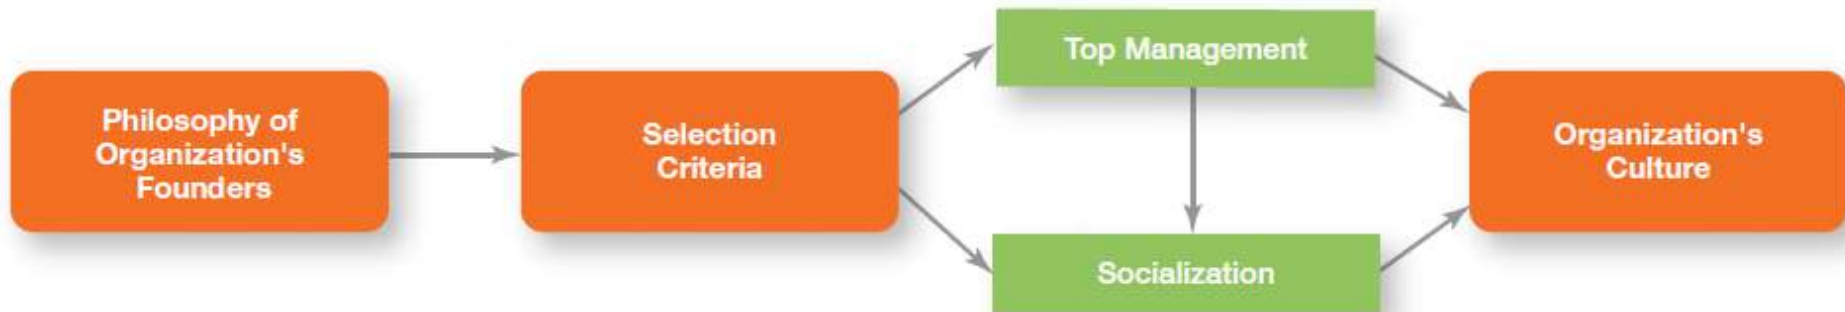 Philosophy of
Organization's
Founders
Selection
Criteria
Top Management
Socialization
Organization's
Culture